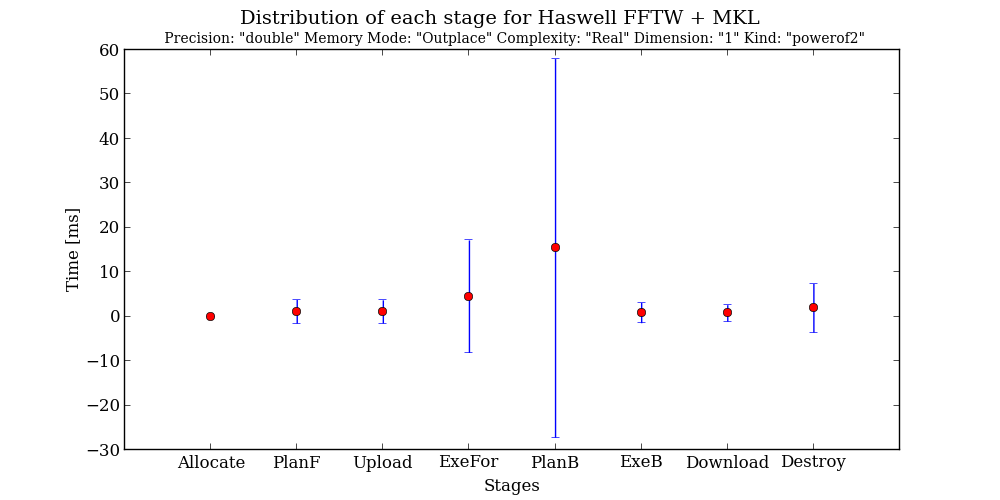 Distribution of each stage for Haswell FFTW + MKL
Precision: "double" Memory Mode: "Outplace" Complexity: "Real" Dimension: "1" Kind: "powerof2"
60
50
40
30
20
10
0
−10
−20
−30
Time [ms]
Allocate PlanF Upload ExeFor PlanB ExeB Download Destroy
Stages